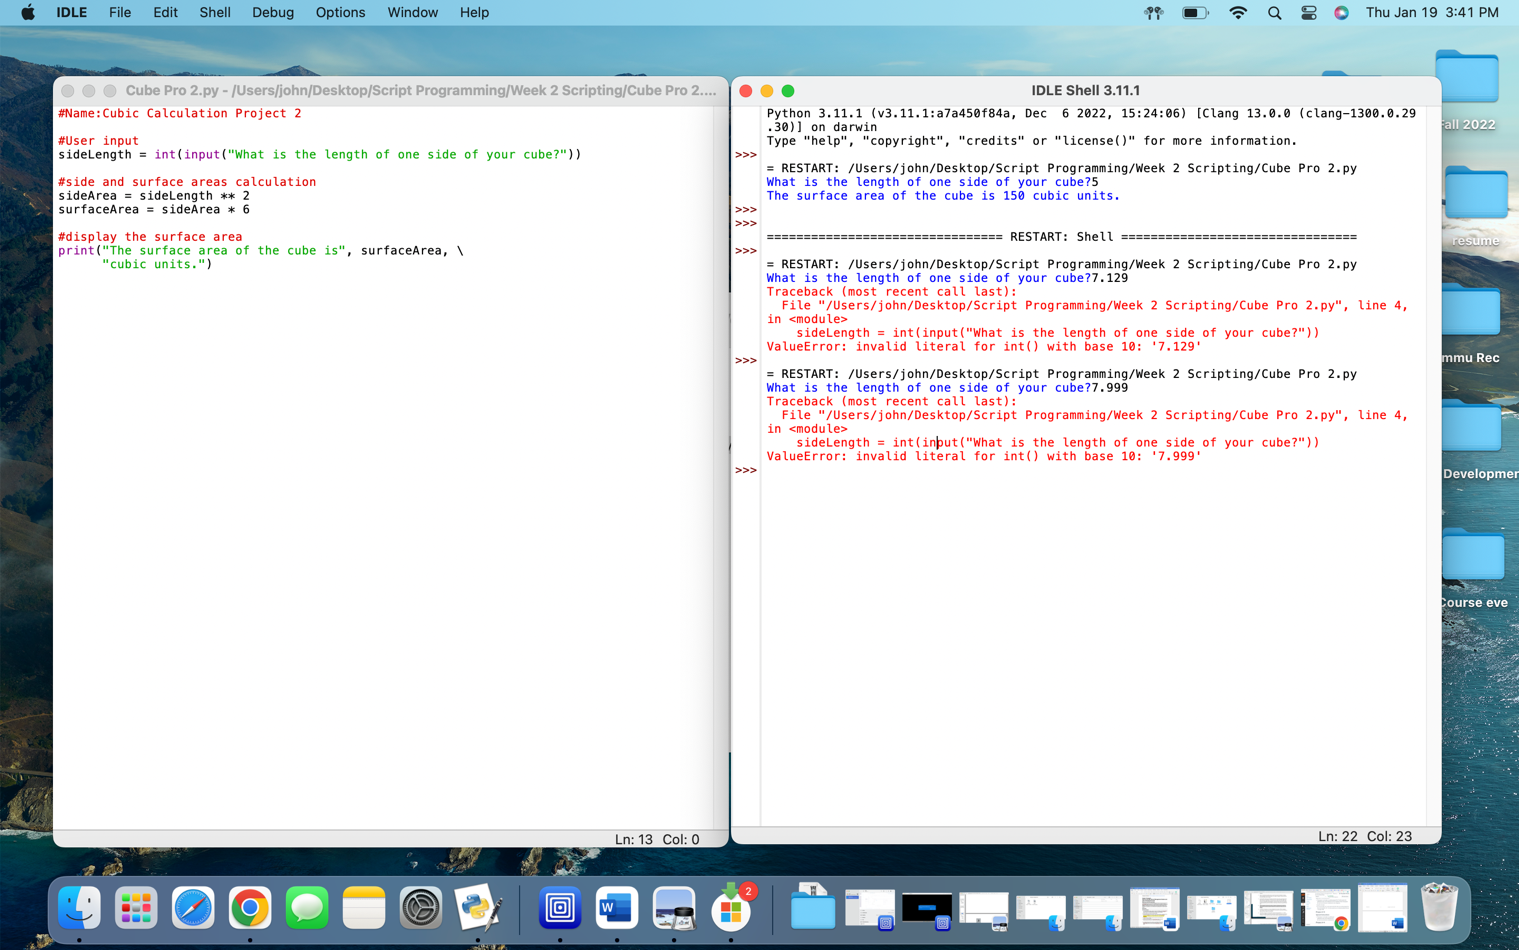 IDLE File Edit Shell Debug Options Window Help Thu Jan 19 3:41 PM
Cube Pro 2.py - /Users/john/Desktop/Script Programming/Week 2 Scripting/Cube Pro 2....
#Name:Cubic Calculation Project 2
#User input
sideLength = int(input("What is the length of one side of your cube?"))
#side and surface areas calculation
sideArea = sideLength ** 2
surfaceArea = sideArea * 6
#display the surface area
print("The surface area of the cube is", surfaceArea, \
"cubic units.")
Ln: 13 Col: 0
IDLE Shell 3.11.1
Python 3.11.1 (v3.11.1:a7a450f84a, Dec  6 2022, 15:24:06) [Clang 13.0.0 (clang-1300.0.29
.30)] on darwin
Type "help", "copyright", "credits" or "license()" for more information.
>>>
= RESTART: /Users/john/Desktop/Script Programming/Week 2 Scripting/Cube Pro 2.py
What is the length of one side of your cube?5
The surface area of the cube is 150 cubic units.
>>>
>>>
================================ RESTART: Shell ================================
>>>
= RESTART: /Users/john/Desktop/Script Programming/Week 2 Scripting/Cube Pro 2.py
What is the length of one side of your cube?7.129
Traceback (most recent call last):
File "/Users/john/Desktop/Script Programming/Week 2 Scripting/Cube Pro 2.py", line 4,
in <module>
sideLength = int(input("What is the length of one side of your cube?"))
ValueError: invalid literal for int() with base 10: '7.129'
>>>
= RESTART: /Users/john/Desktop/Script Programming/Week 2 Scripting/Cube Pro 2.py
What is the length of one side of your cube?7.999
Traceback (most recent call last):
File "/Users/john/Desktop/Script Programming/Week 2 Scripting/Cube Pro 2.py", line 4,
in <module>
sideLength = int(input("What is the length of one side of your cube?"))
ValueError: invalid literal for int() with base 10: '7.999'
>>>
Ln: 22 Col: 23
Fall 2022
resume
mmu Rec
Developmer
Course eve
W
2